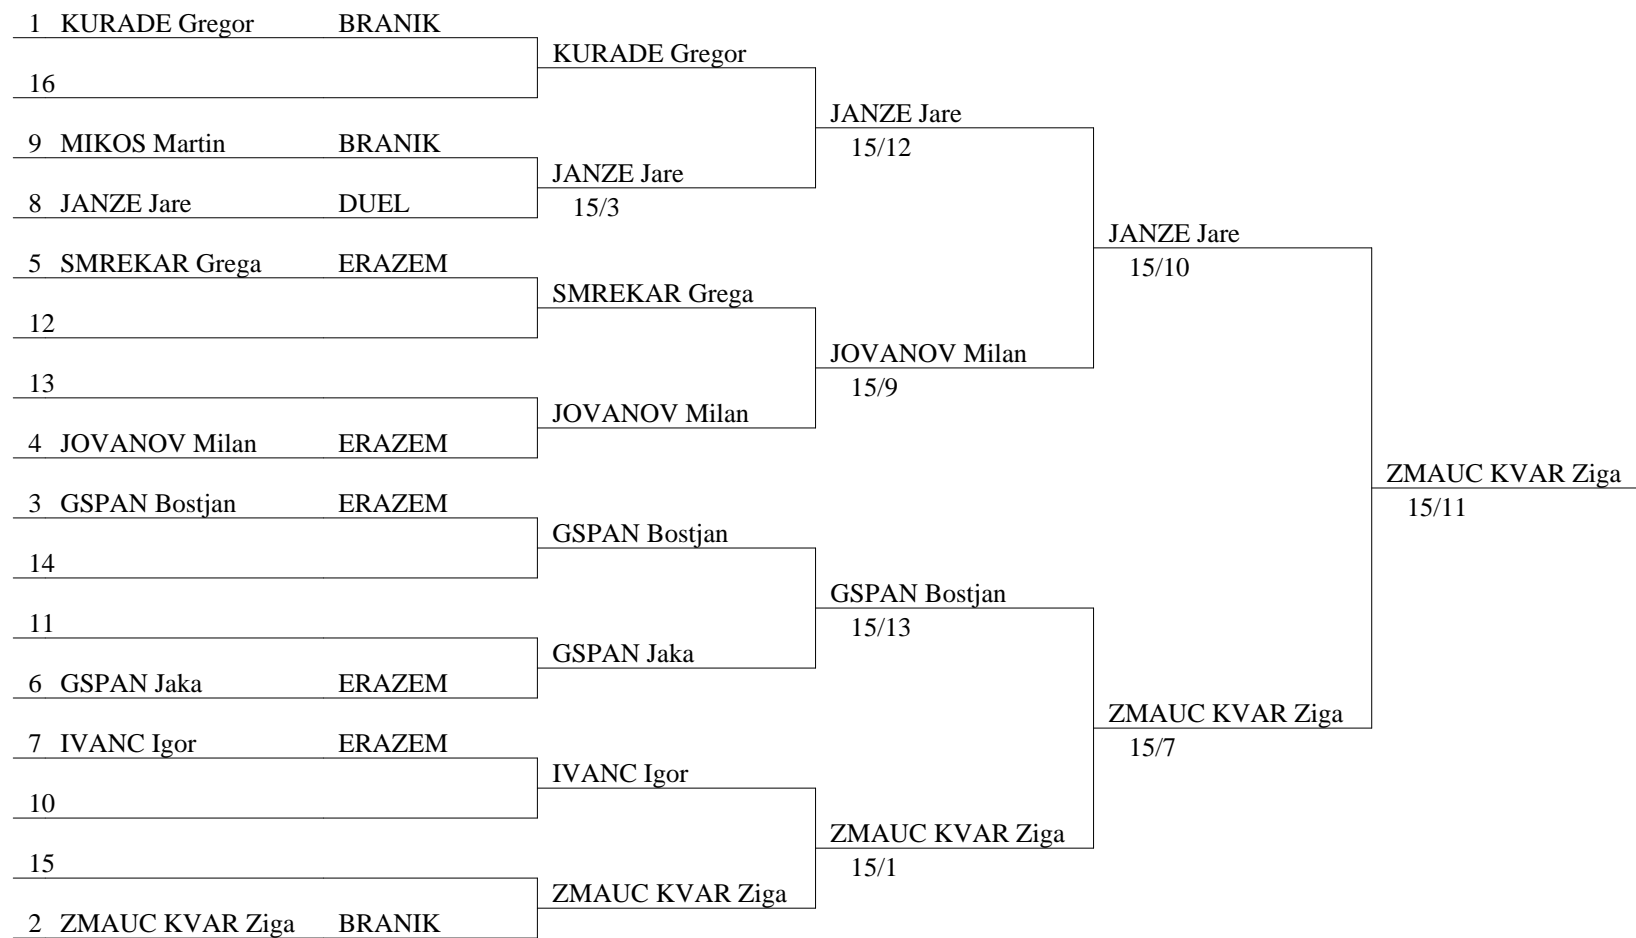 1 KURADE Gregor BRANIK
KURADE Gregor
16
JANZE Jare
15/12
9 MIKOS Martin BRANIK
JANZE Jare
15/3
8 JANZE Jare DUEL
JANZE Jare
15/10
5 SMREKAR Grega ERAZEM
SMREKAR Grega
12
JOVANOV Milan
15/9
13
JOVANOV Milan
4 JOVANOV Milan ERAZEM
ZMAUC KVAR Ziga
15/11
3 GSPAN Bostjan ERAZEM
GSPAN Bostjan
14
GSPAN Bostjan
15/13
11
GSPAN Jaka
6 GSPAN Jaka ERAZEM
ZMAUC KVAR Ziga
15/7
7 IVANC Igor ERAZEM
IVANC Igor
10
ZMAUC KVAR Ziga
15/1
15
ZMAUC KVAR Ziga
2 ZMAUC KVAR Ziga BRANIK